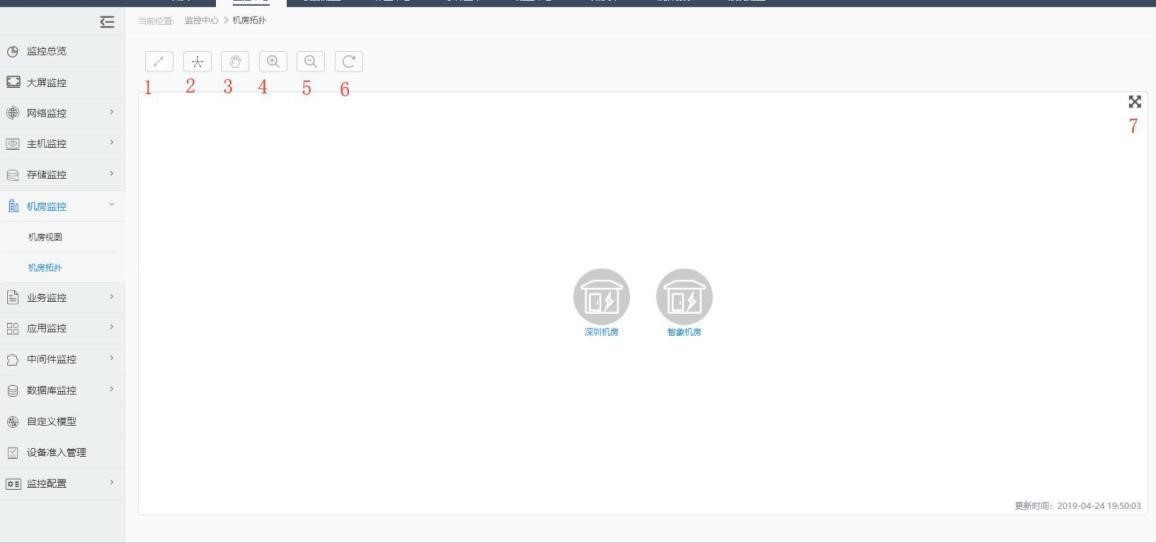 当前位置: 监控中心 > 机房拓扑
监控总览
大屏监控
网络监控
主机监控
存储监控
机房监控
机房视图
机房拓扑
业务监控
应用监控
中间件监控
数据库监控
自定义模型
设备准入管理
监控配置
1 2 3 4 5 6
7
深圳机房 智象机房
更新时间: 2019-04-24 19:50:03